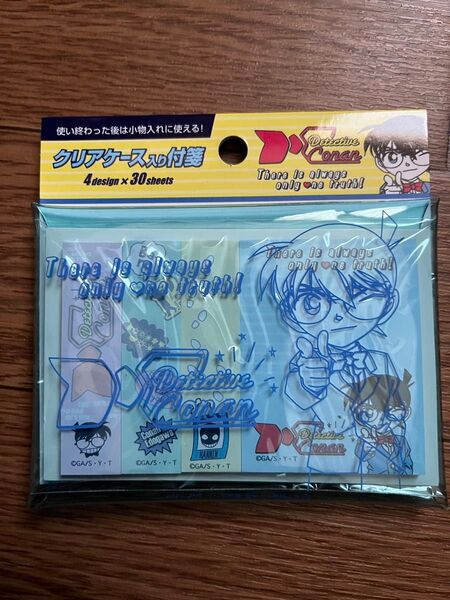 使い終わった後は小物入れに使える!
クリアケース入り付箋
4design×30sheets
Detective
Conan
There is always
only one truth!
There is always
only one truth!
There is always
only one truth!
Detective
Conan
Conan
Edogawa
HANNIN
Detective
Conan
©GA/S・Y・T
©GA/S・Y・T
©GA/S・Y・T
©GA/S・Y・T